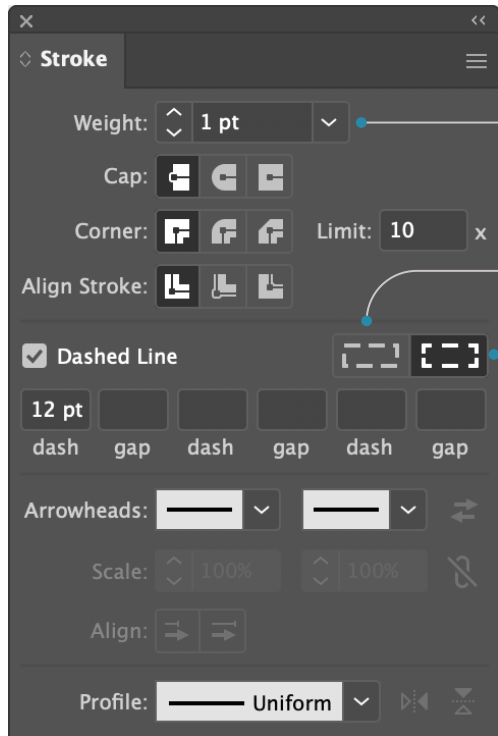 Stroke
Weight: 1 pt
Cap:
Corner: Limit: 10 x
Align Stroke:
Dashed Line
12 pt
dash gap dash gap dash gap
Arrowheads:
Scale: 100% 100%
Align:
Profile: Uniform